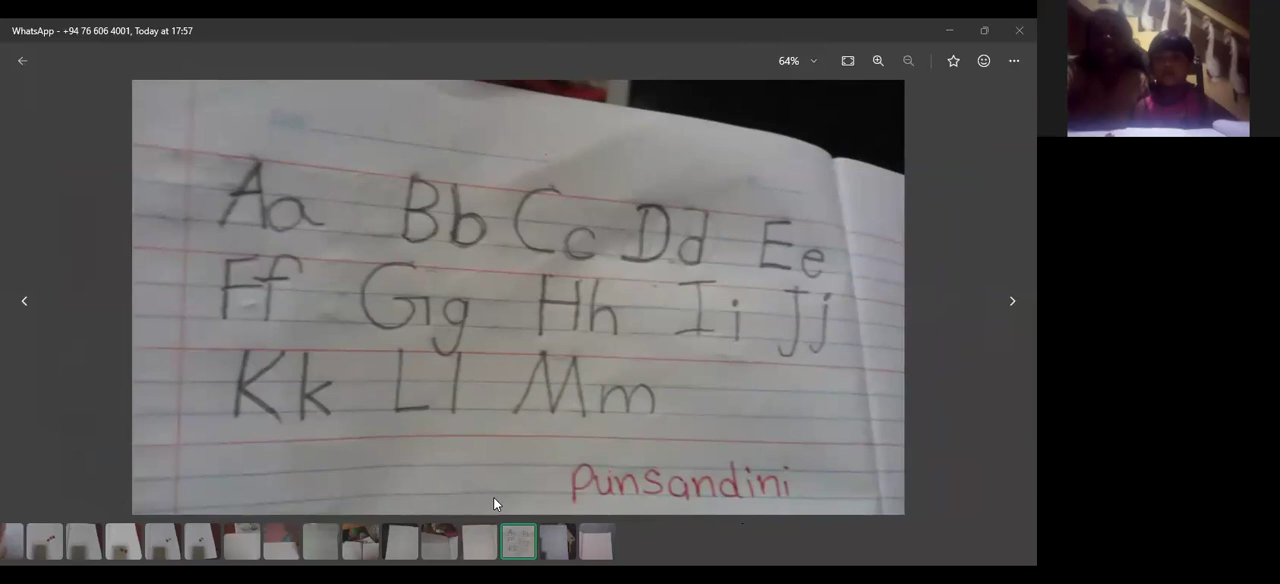 WhatsApp - +94 76 606 4001, Today at 17:57
64%
Aa Bb Cc Dd Ee
Ff Gg Hh Ii Jj
Kk Ll Mm
Punsandini